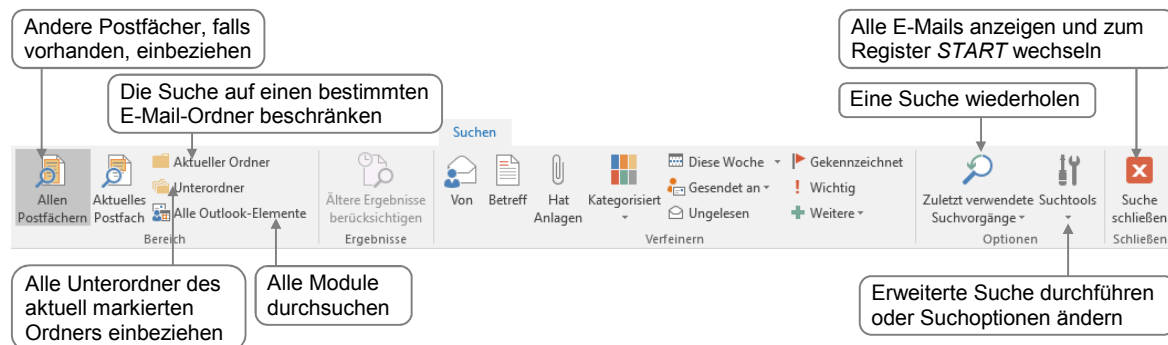 Andere Postfächer, falls
vorhanden, einbeziehen
Die Suche auf einen bestimmten
E-Mail-Ordner beschränken
Alle E-Mails anzeigen und zum
Register START wechseln
Eine Suche wiederholen
Suchen
Allen
Postfächern
Aktuelles
Postfach
Aktueller Ordner
Unterordner
Alle Outlook-Elemente
Bereich
Ältere Ergebnisse
berücksichtigen
Ergebnisse
Von
Betreff
Hat
Anlagen
Kategorisiert
Diese Woche
Gesendet an
Ungelesen
Gekennzeichnet
Wichtig
Weitere
Verfeinern
Zuletzt verwendete
Suchvorgänge
Suchtools
Optionen
Suche
schließen
Schließen
Alle Unterordner des
aktuell markierten
Ordners einbeziehen
Alle Module
durchsuchen
Erweiterte Suche durchführen
oder Suchoptionen ändern